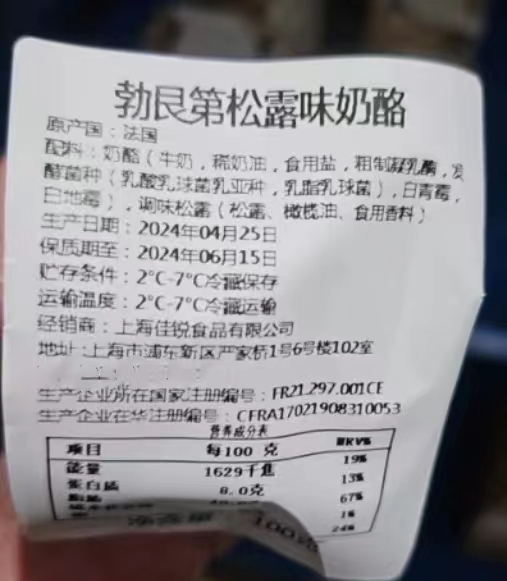 勃艮第松露味奶酪
原产国：法国
配料：奶酪（牛奶，稀奶油，食用盐，粗制凝乳酶，发
酵菌种（乳酸乳球菌乳亚种，乳脂乳球菌），白青霉，
白地霉），调味松露（松露、橄榄油、食用香料）
生产日期：2024年04月25日
保质期至：2024年06月15日
贮存条件：2°C-7°C冷藏保存
运输温度：2°C-7°C冷藏运输
经销商：上海佳锐食品有限公司
地址：上海市浦东新区严家桥1号6号楼102室
生产企业所在国家注册编号：FR21.297.001CE
生产企业在华注册编号：CFRA17021908310053
营养成分表
项目 每100 克 NRV%
能量 1629千焦 19%
蛋白质 8.0克 13%
脂肪 67%
1%
24%
净含量 100克